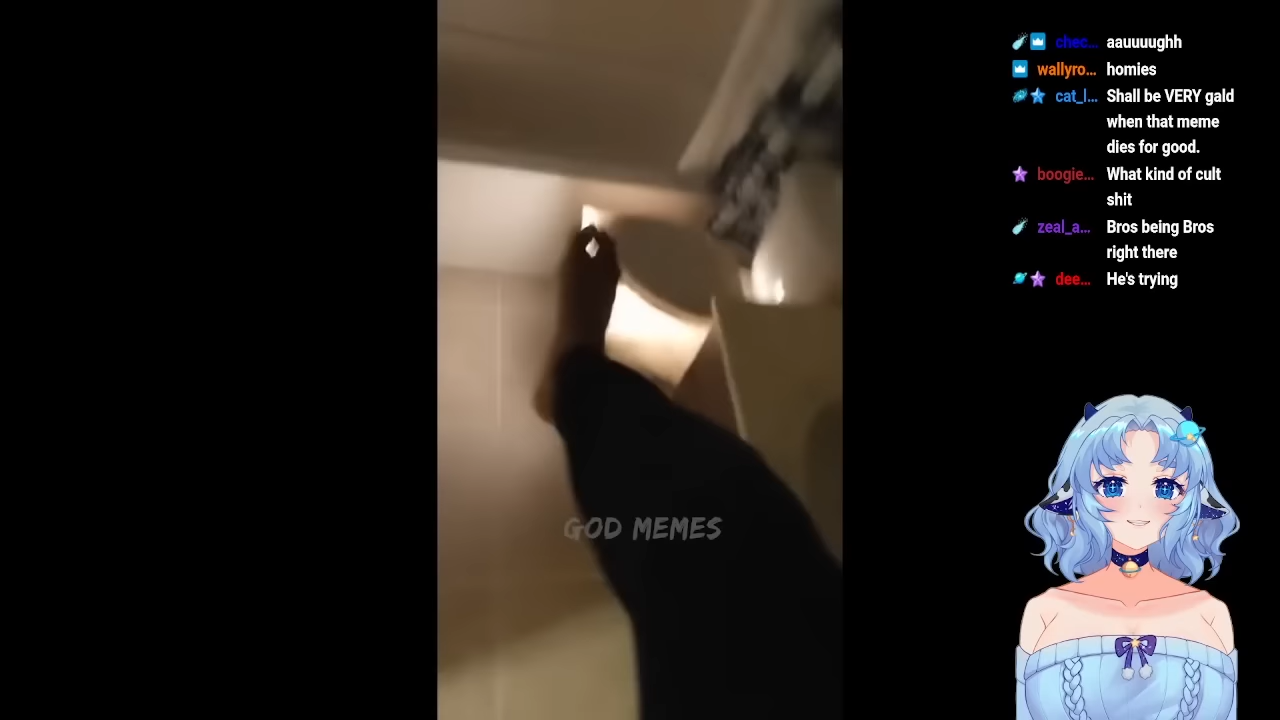 chec... aauuuughh
wallyro... homies
cat_l... Shall be VERY gald
when that meme
dies for good.
boogie... What kind of cult
shit
zeal_a... Bros being Bros
right there
dee... He's trying
GOD MEMES